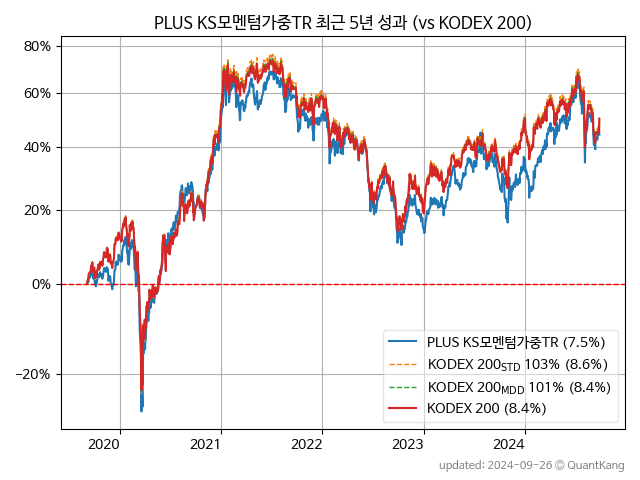 PLUS KS모멘텀가중TR 최근 5년 성과 (vs KODEX 200)
80%
60%
40%
20%
0%
−20%
PLUS KS모멘텀가중TR (7.5%)
KODEX 200STD 103% (8.6%)
KODEX 200MDD 101% (8.4%)
KODEX 200 (8.4%)
2020 2021 2022 2023 2024
updated: 2024-09-26 © QuantKang